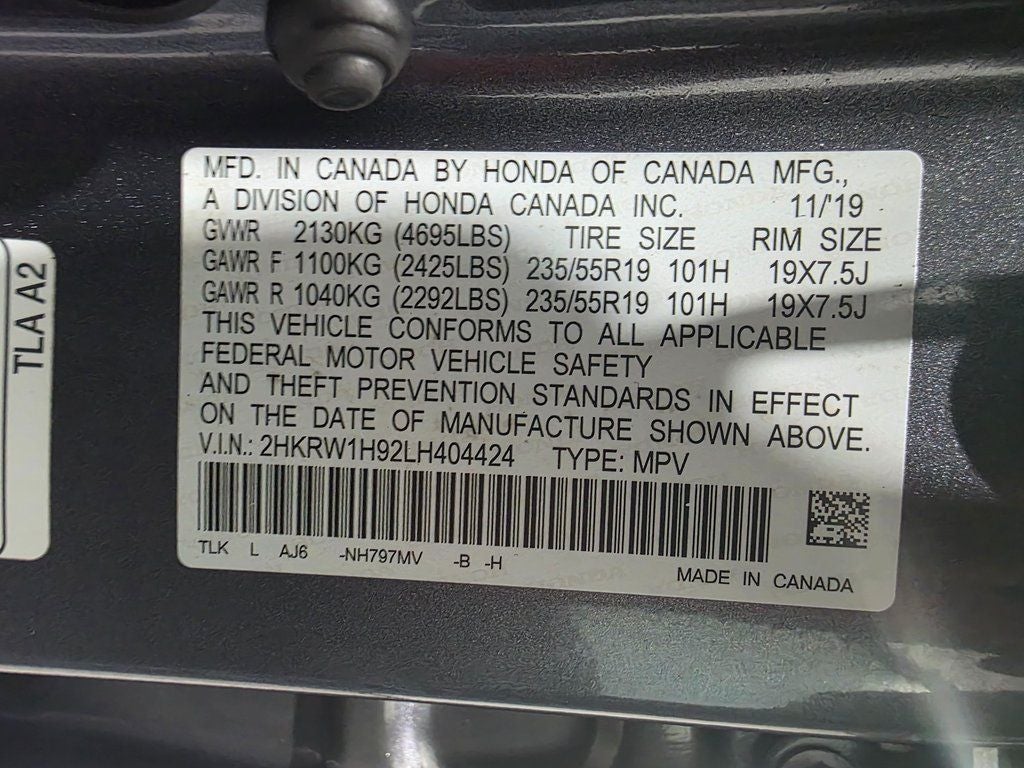 MFD. IN CANADA BY HONDA OF CANADA MFG.,
A DIVISION OF HONDA CANADA INC. 11/'19
GVWR 2130KG (4695LBS) TIRE SIZE RIM SIZE
GAWR F 1100KG (2425LBS) 235/55R19 101H 19X7.5J
GAWR R 1040KG (2292LBS) 235/55R19 101H 19X7.5J
THIS VEHICLE CONFORMS TO ALL APPLICABLE
FEDERAL MOTOR VEHICLE SAFETY
AND THEFT PREVENTION STANDARDS IN EFFECT
ON THE DATE OF MANUFACTURE SHOWN ABOVE.
V.I.N.: 2HKRW1H92LH404424 TYPE: MPV
TLK L AJ6 -NH797MV -B -H
MADE IN CANADA
TLA A2